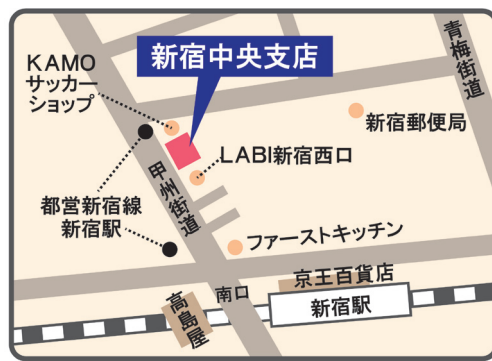 新宿中央支店
KAMO
サッカー
ショップ
青梅街道
新宿郵便局
LABI新宿西口
甲州街道
都営新宿線
新宿駅
ファーストキッチン
京王百貨店
南口
新宿駅
高島屋